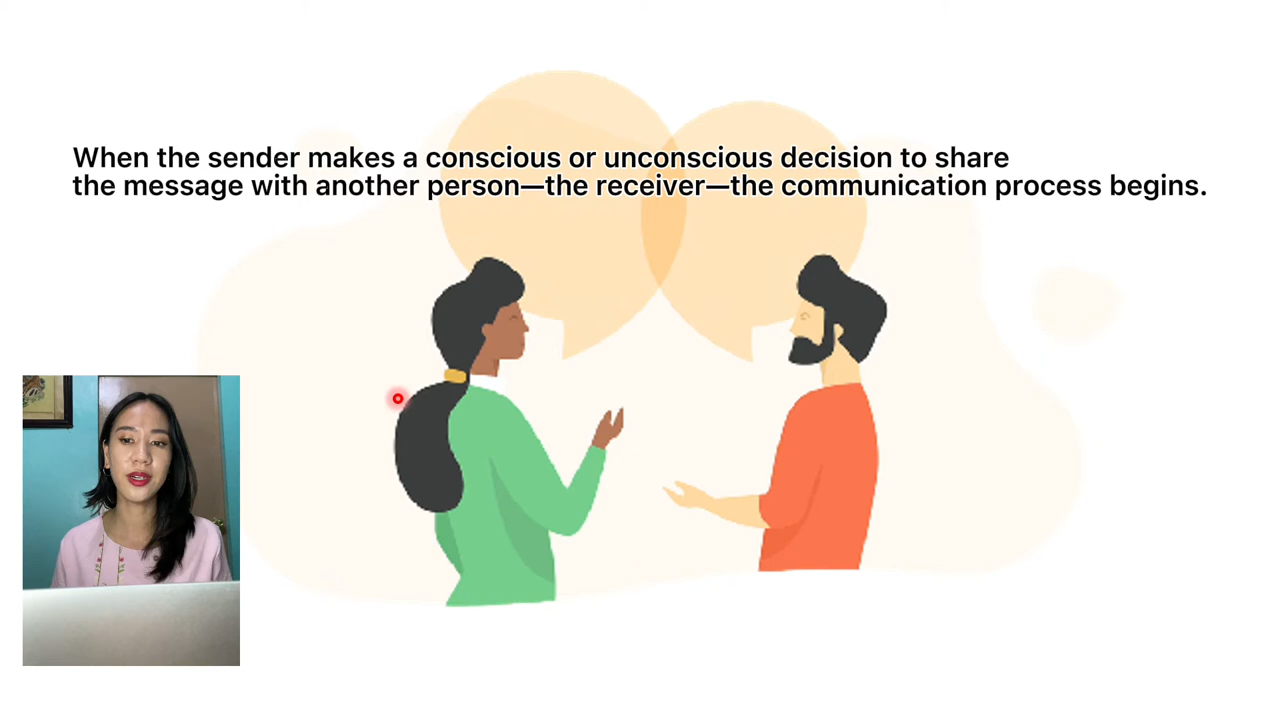 When the sender makes a conscious or unconscious decision to share
the message with another person—the receiver—the communication process begins.